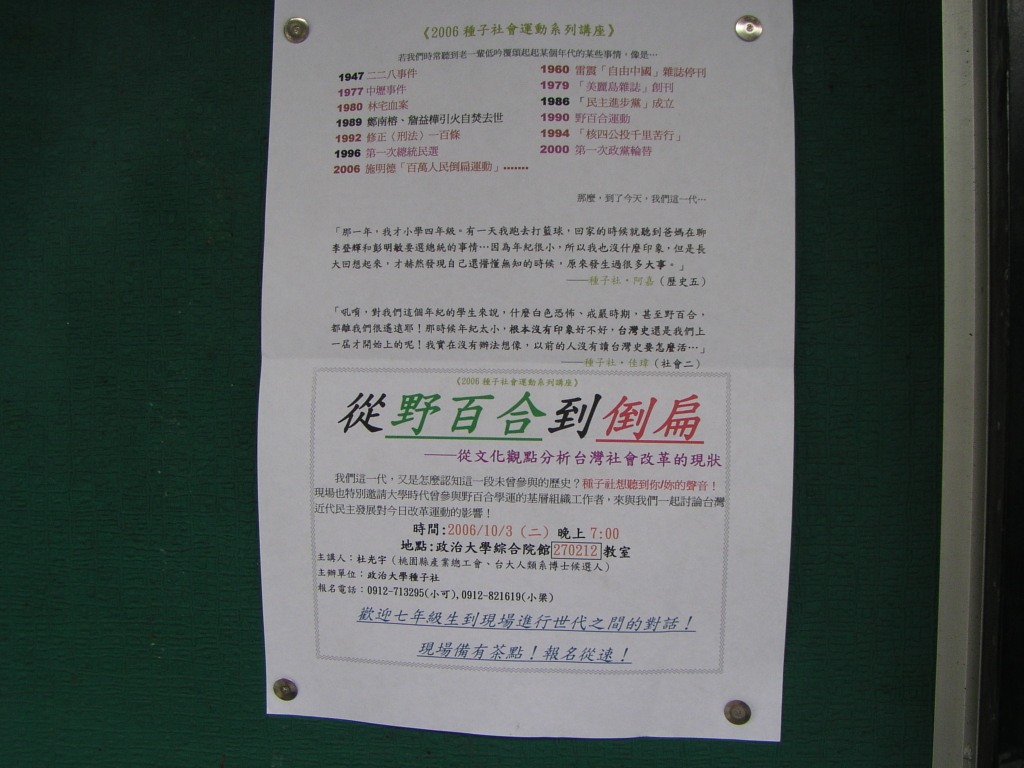 《2006 種子社會運動系列講座》
若我們時常聽到老一輩低吟覆頌起起某個年代的某些事情，像是…
1947 二二八事件
1960 雷震「自由中國」雜誌停刊
1977 中壢事件
1979 「美麗島雜誌」創刊
1980 林宅血案
1986 「民主進步黨」成立
1989 鄭南榕、詹益樺引火自焚去世
1990 野百合運動
1992 修正《刑法》一百條
1994 「核四公投千里苦行」
1996 第一次總統民選
2000 第一次政黨輪替
2006 施明德「百萬人民倒扁運動」•••••••
那麼，到了今天，我們這一代…
「那一年，我才小學四年級。有一天我跑去打籃球，回家的時候就聽到爸媽在聊
李登輝和彭明敏要選總統的事情…因為年紀很小，所以我也沒什麼印象，但是長
大回想起來，才赫然發現自己還懵懂無知的時候，原來發生過很多大事。」
——種子社‧阿嘉（歷史五）
「吼唷，對我們這個年紀的學生來說，什麼白色恐怖、戒嚴時期，甚至野百合，
都離我們很遙遠耶！那時候年紀太小，根本沒有印象好不好，台灣史還是我們上
一屆才開始上的呢！我實在沒有辦法想像，以前的人沒有讀台灣史要怎麼活…」
——種子社‧佳瑋（社會二）
《2006 種子社會運動系列講座》
從野百合到倒扁
——從文化觀點分析台灣社會改革的現狀
我們這一代，又是怎麼認知這一段未曾參與的歷史？種子社想聽到你/妳的聲音！
現場也特別邀請大學時代曾參與野百合學運的基層組織工作者，來與我們一起討論台灣
近代民主發展對今日改革運動的影響！
時間:2006/10/3（二）晚上 7:00
地點:政治大學綜合院館270212教室
主講人：杜光宇（桃園縣產業總工會、台大人類系博士候選人）
主辦單位：政治大學種子社
報名電話：0912-713295(小可),0912-821619(小梁)
歡迎七年級生到現場進行世代之間的對話！
現場備有茶點！報名從速！